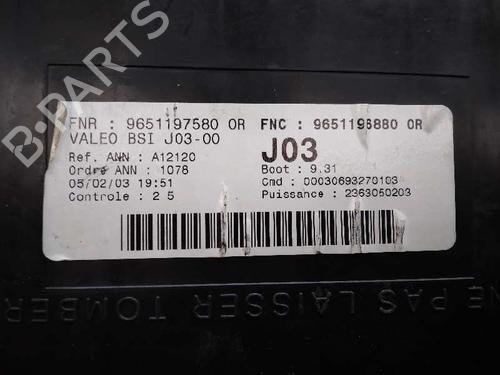 B-PARTS
FNR : 9651197580 OR FNC : 9651196880 OR
VALEO BSI J03-00 J03
Ref. ANN : A12120 Boot : 9.31
Ordre ANN : 1078 Cmd : 00030693270103
05/02/03 19:51 Puissance : 2363050203
Controle : 2 5
NE PAS LAISSER TOMBER